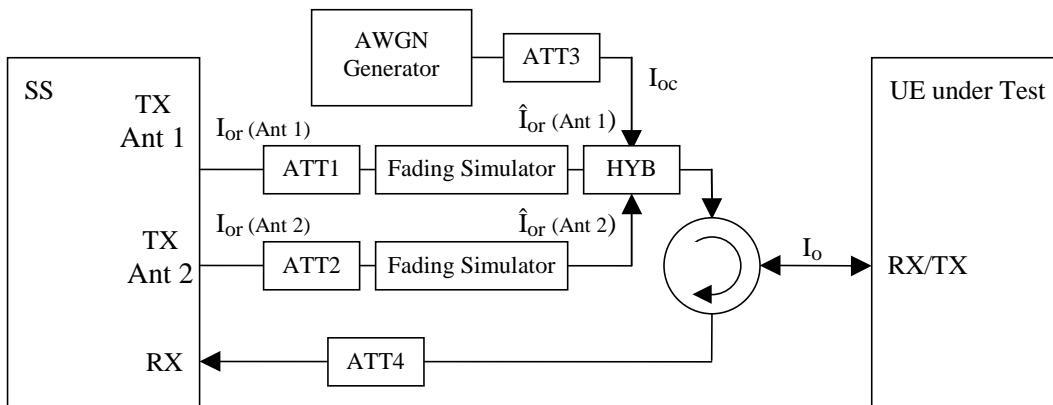 AWGN
Generator
ATT3
SS
I_oc
UE under Test
TX
Ant 1
I_or (Ant 1)
Î_or (Ant 1)
ATT1
Fading Simulator
HYB
TX
Ant 2
I_or (Ant 2)
Î_or (Ant 2)
ATT2
Fading Simulator
I_o
RX/TX
RX
ATT4